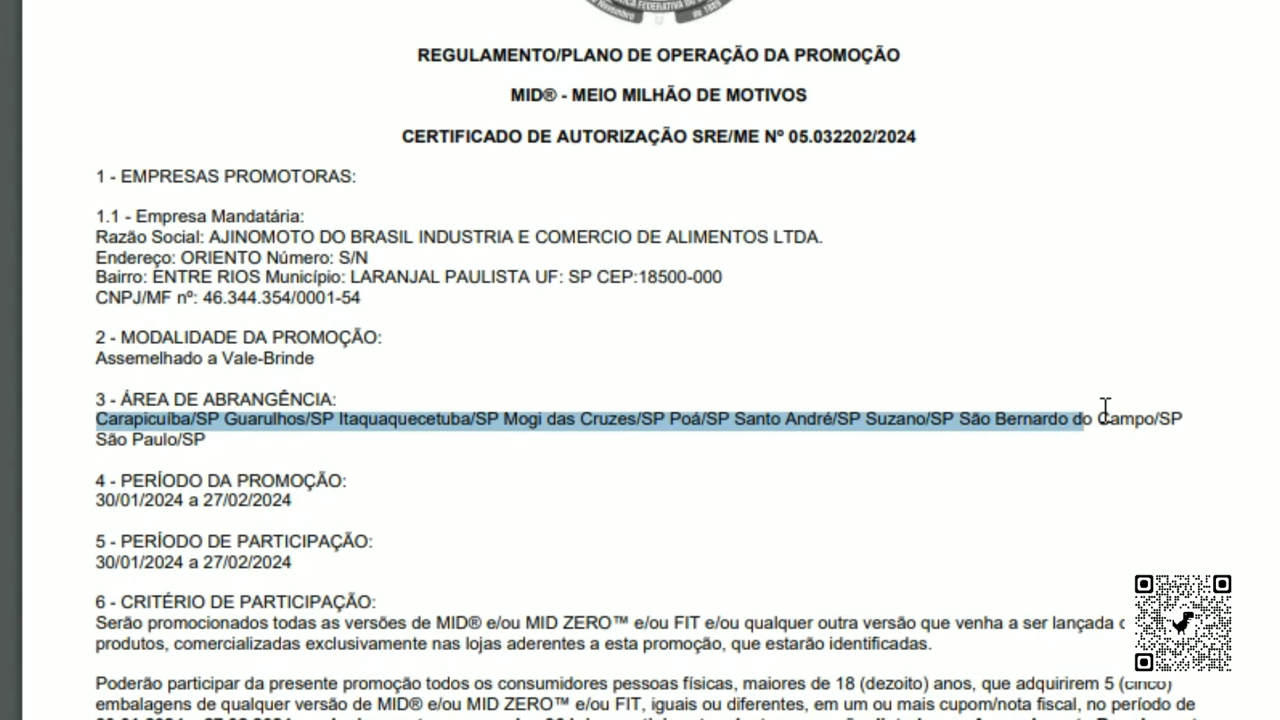 REGULAMENTO/PLANO DE OPERAÇÃO DA PROMOÇÃO
MID® - MEIO MILHÃO DE MOTIVOS
CERTIFICADO DE AUTORIZAÇÃO SRE/ME Nº 05.032202/2024
1 - EMPRESAS PROMOTORAS:
1.1 - Empresa Mandatária:
Razão Social: AJINOMOTO DO BRASIL INDUSTRIA E COMERCIO DE ALIMENTOS LTDA.
Endereço: ORIENTO Número: S/N
Bairro: ENTRE RIOS Município: LARANJAL PAULISTA UF: SP CEP:18500-000
CNPJ/MF nº: 46.344.354/0001-54
2 - MODALIDADE DA PROMOÇÃO:
Assemelhado a Vale-Brinde
3 - ÁREA DE ABRANGÊNCIA:
Carapicuíba/SP Guarulhos/SP Itaquaquecetuba/SP Mogi das Cruzes/SP Poá/SP Santo André/SP Suzano/SP São Bernardo do Campo/SP
São Paulo/SP
4 - PERÍODO DA PROMOÇÃO:
30/01/2024 a 27/02/2024
5 - PERÍODO DE PARTICIPAÇÃO:
30/01/2024 a 27/02/2024
6 - CRITÉRIO DE PARTICIPAÇÃO:
Serão promocionados todas as versões de MID® e/ou MID ZERO™ e/ou FIT e/ou qualquer outra versão que venha a ser lançada
produtos, comercializadas exclusivamente nas lojas aderentes a esta promoção, que estarão identificadas.
Poderão participar da presente promoção todos os consumidores pessoas físicas, maiores de 18 (dezoito) anos, que adquirirem 5 (cinco)
embalagens de qualquer versão de MID® e/ou MID ZERO™ e/ou FIT, iguais ou diferentes, em um ou mais cupom/nota fiscal, no período de